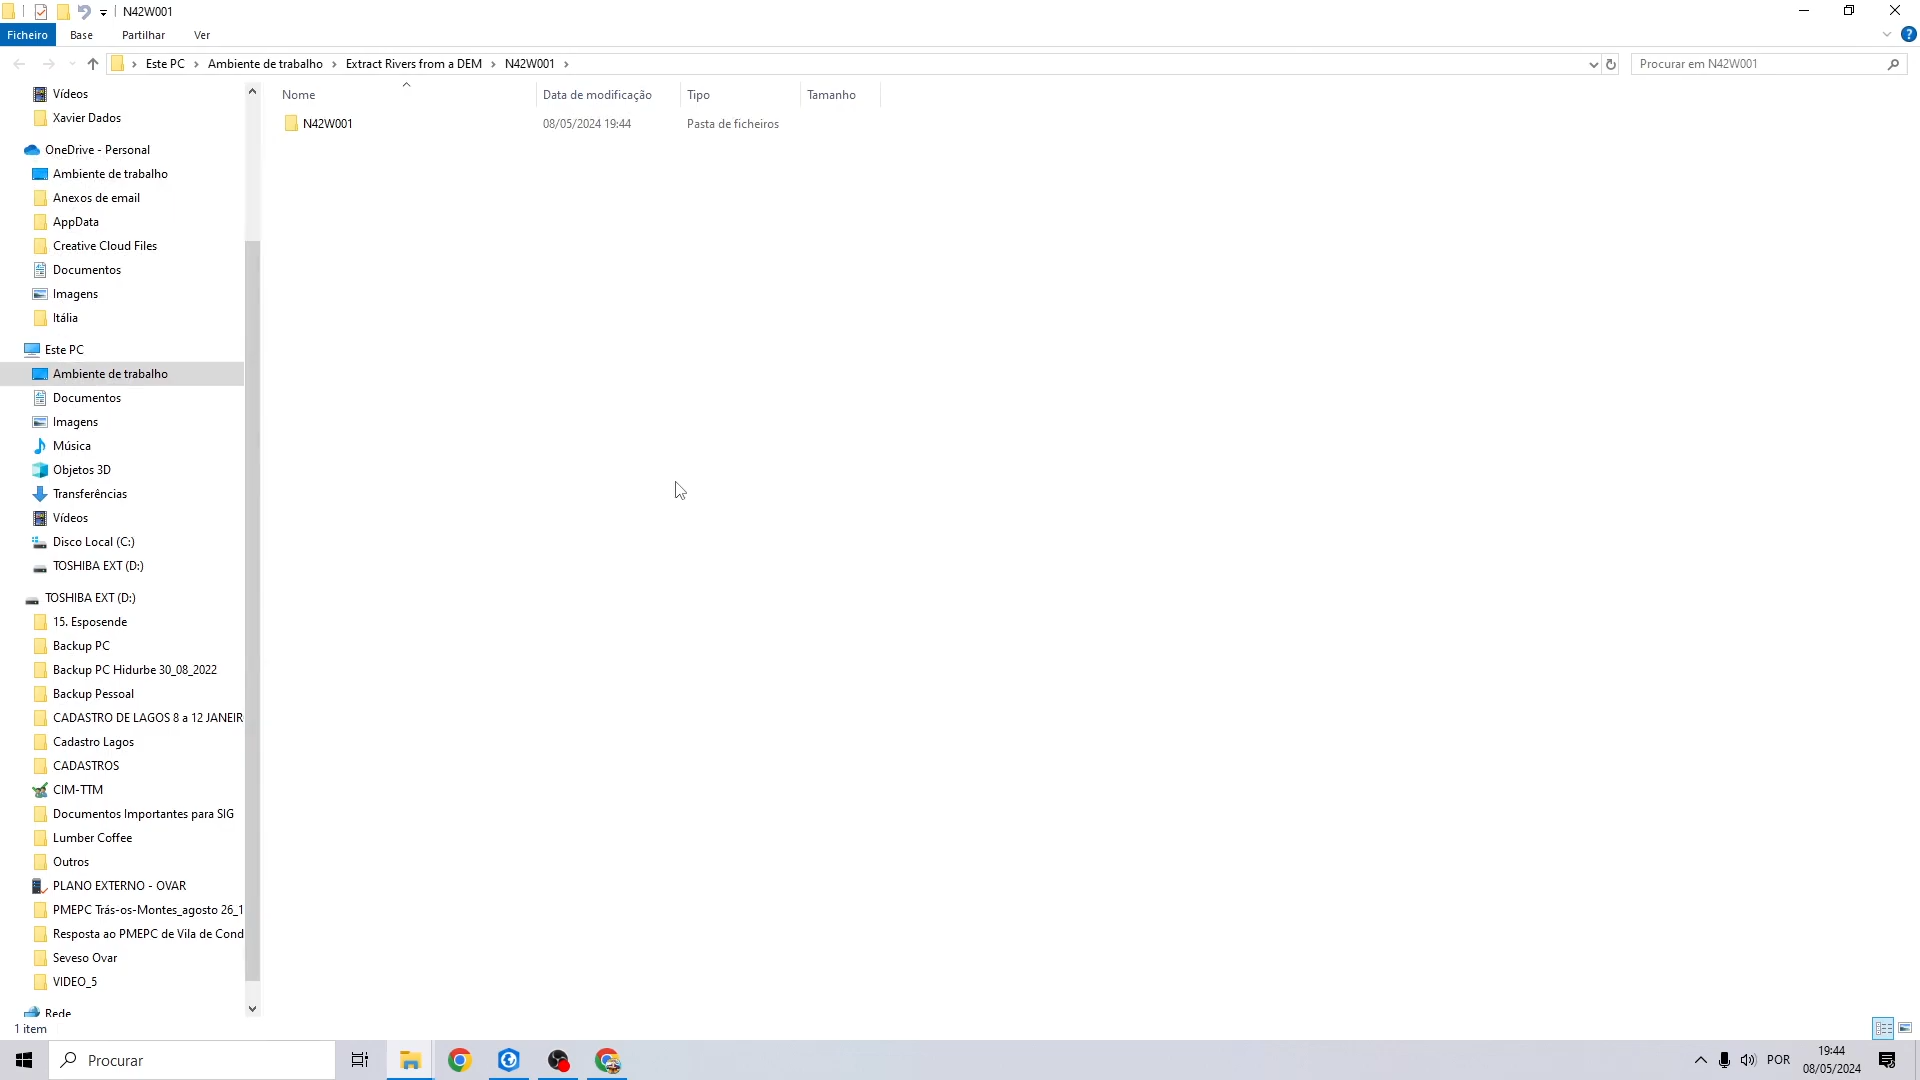 N42W001
Ficheiro Base Partilhar Ver
Este PC Ambiente de trabalho Extract Rivers from a DEM N42W001
Procurar em N42W001
Nome Data de modificação Tipo Tamanho
N42W001 08/05/2024 19:44 Pasta de ficheiros
Vídeos
Xavier Dados
OneDrive - Personal
Ambiente de trabalho
Anexos de email
AppData
Creative Cloud Files
Documentos
Imagens
Itália
Este PC
Ambiente de trabalho
Documentos
Imagens
Música
Objetos 3D
Transferências
Vídeos
Disco Local (C:)
TOSHIBA EXT (D:)
TOSHIBA EXT (D:)
15. Esposende
Backup PC
Backup PC Hidurbe 30_08_2022
Backup Pessoal
CADASTRO DE LAGOS 8 a 12 JANEIR
Cadastro Lagos
CADASTROS
CIM-TTM
Documentos Importantes para SIG
Lumber Coffee
Outros
PLANO EXTERNO - OVAR
PMEPC Trás-os-Montes_agosto 26_1
Resposta ao PMEPC de Vila de Cond
Seveso Ovar
VIDEO_5
Rede
1 item
Procurar
POR
19:44
08/05/2024